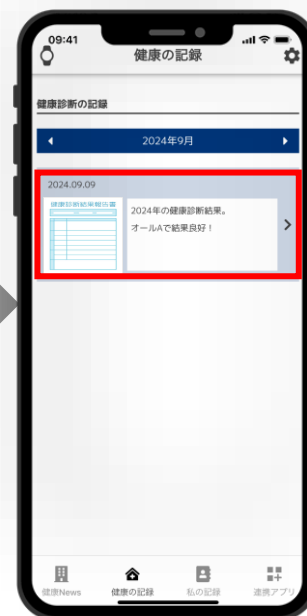 09:41
健康の記録
健康診断の記録
2024年9月
2024.09.09
健康診断結果報告書
2024年の健康診断結果。
オールAで結果良好！
健康News
健康の記録
私の記録
連携アプリ